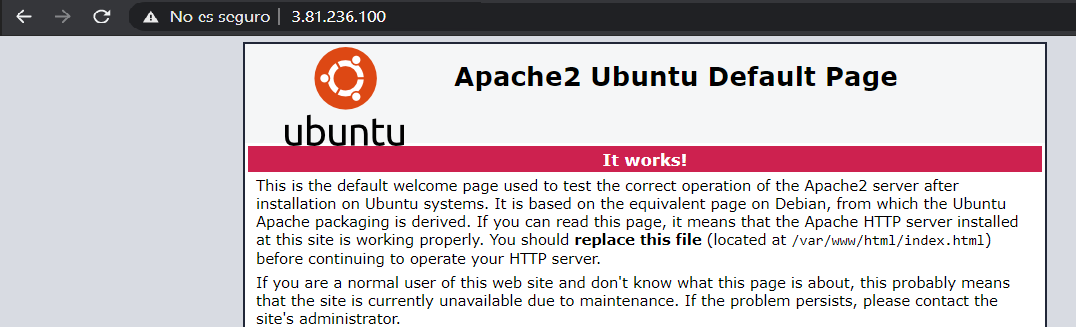 No es seguro | 3.81.236.100
Apache2 Ubuntu Default Page
ubuntu
It works!
This is the default welcome page used to test the correct operation of the Apache2 server after
installation on Ubuntu systems. It is based on the equivalent page on Debian, from which the Ubuntu
Apache packaging is derived. If you can read this page, it means that the Apache HTTP server installed
at this site is working properly. You should replace this file (located at /var/www/html/index.html)
before continuing to operate your HTTP server.
If you are a normal user of this web site and don't know what this page is about, this probably means
that the site is currently unavailable due to maintenance. If the problem persists, please contact the
site's administrator.